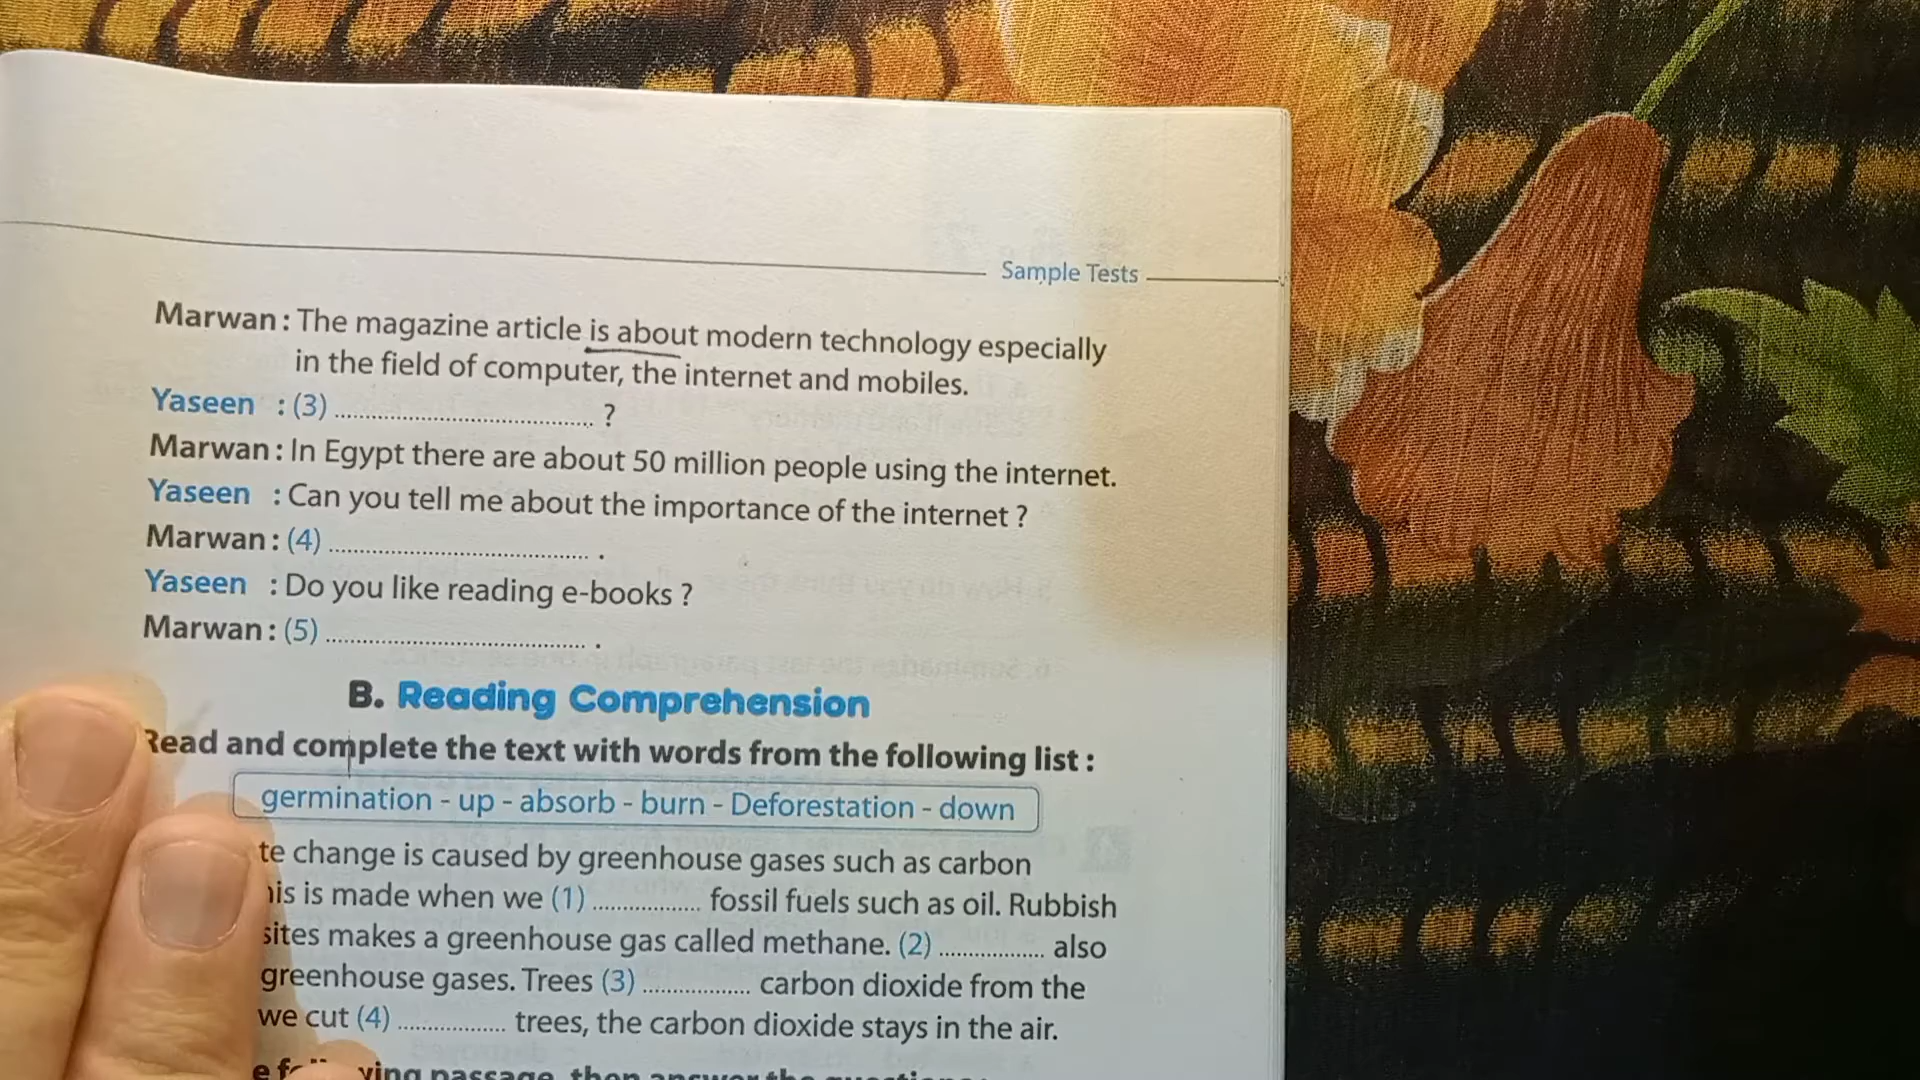 Sample Tests
Marwan : The magazine article is about modern technology especially
in the field of computer, the internet and mobiles.
Yaseen : (3) ........................................ ?
Marwan : In Egypt there are about 50 million people using the internet.
Yaseen : Can you tell me about the importance of the internet ?
Marwan : (4) ........................................ .
Yaseen : Do you like reading e-books ?
Marwan : (5) ........................................ .
B. Reading Comprehension
Read and complete the text with words from the following list :
germination - up - absorb - burn - Deforestation - down
change is caused by greenhouse gases such as carbon
is made when we (1) ................. fossil fuels such as oil. Rubbish
sites makes a greenhouse gas called methane. (2) ................. also
greenhouse gases. Trees (3) ................. carbon dioxide from the
we cut (4) ................. trees, the carbon dioxide stays in the air.
passage, then answer the questions